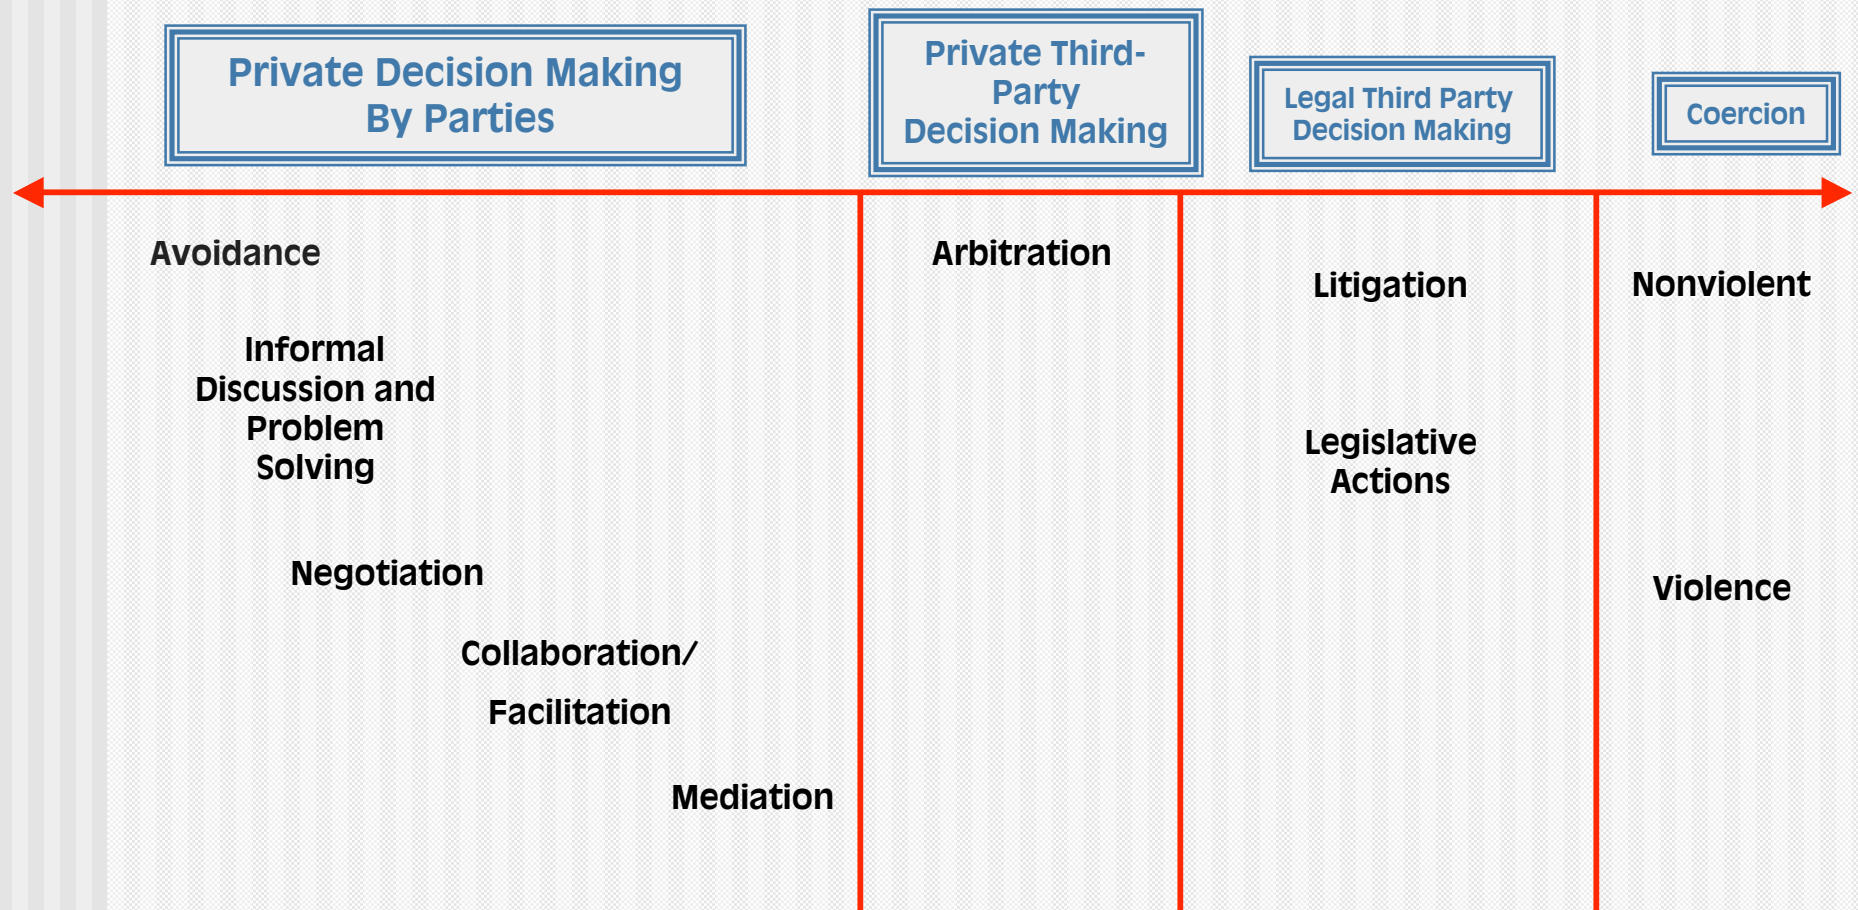 Private Decision Making
By Parties
Private Third-
Party
Decision Making
Legal Third Party
Decision Making
Coercion
Avoidance
Informal
Discussion and
Problem
Solving
Negotiation
Collaboration/
Facilitation
Mediation
Arbitration
Litigation
Legislative
Actions
Nonviolent
Violence